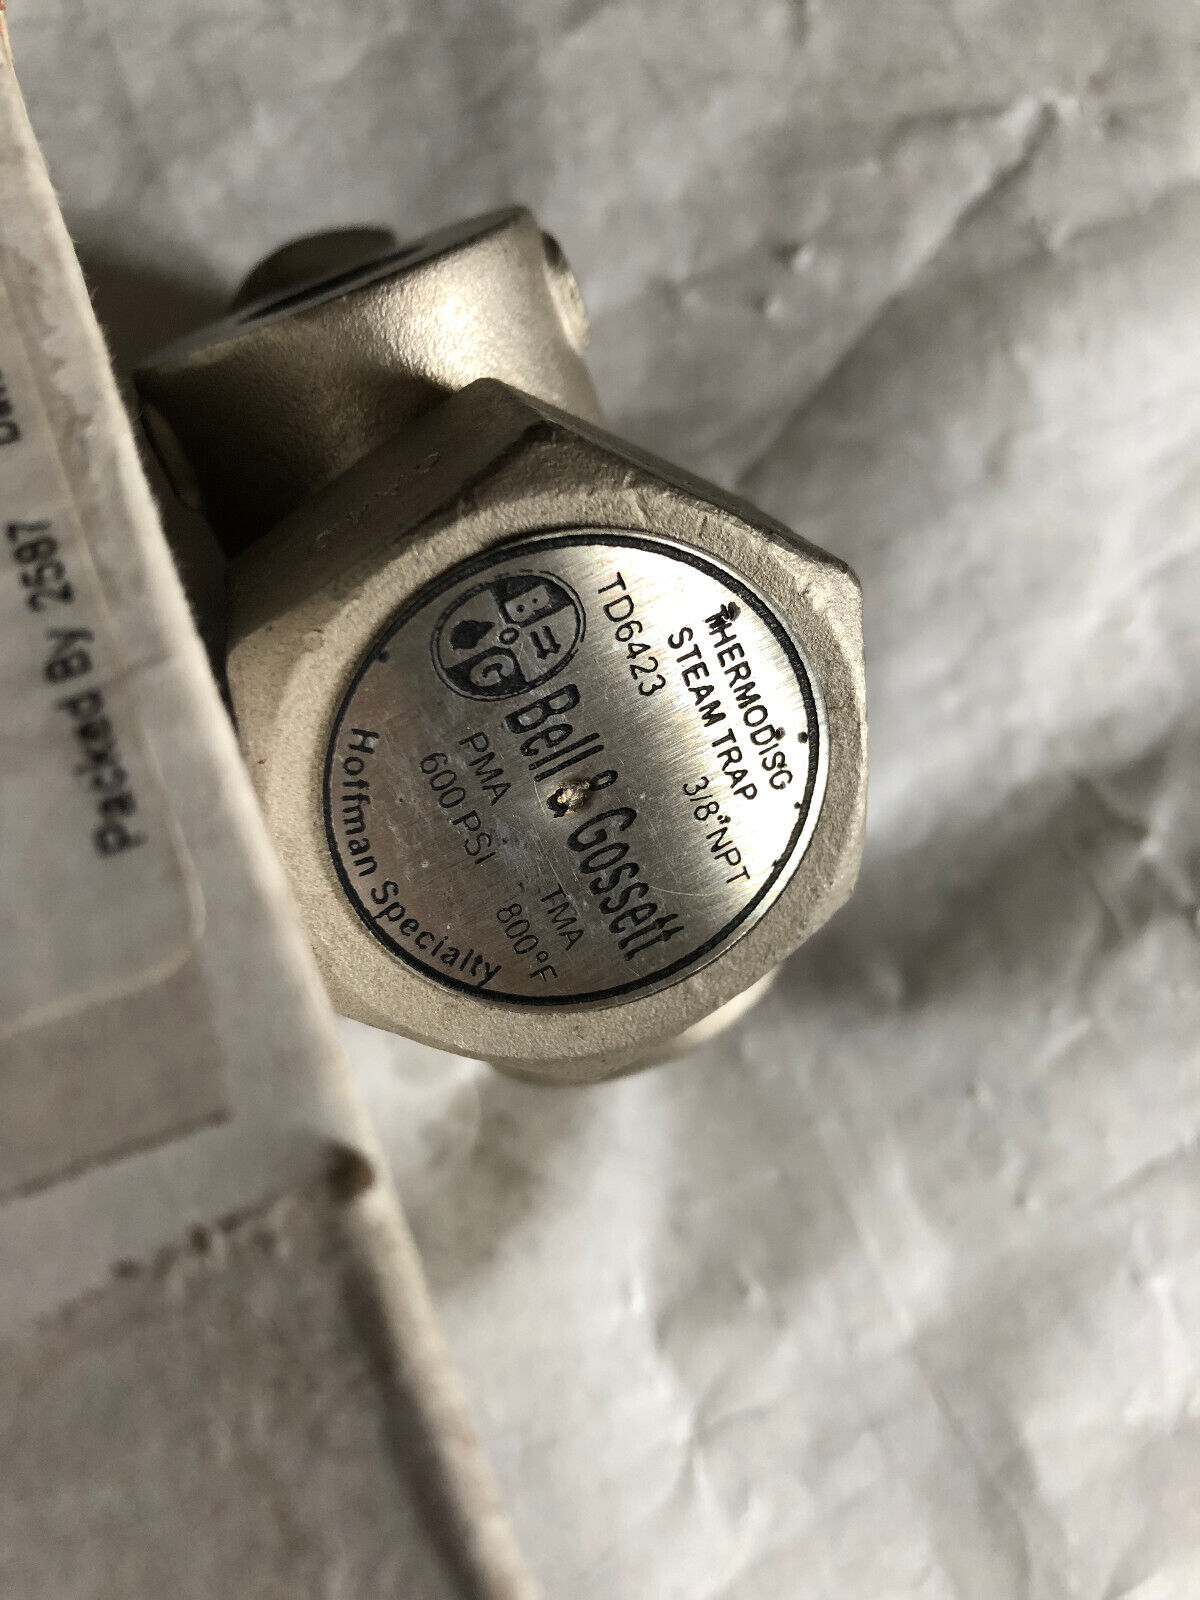 THERMODISC
STEAM TRAP
TD6423 3/8" NPT
B G
Bell & Gossett
PMA TMA
600 PSI 800°F
Hoffman Specialty
Packed By 2597